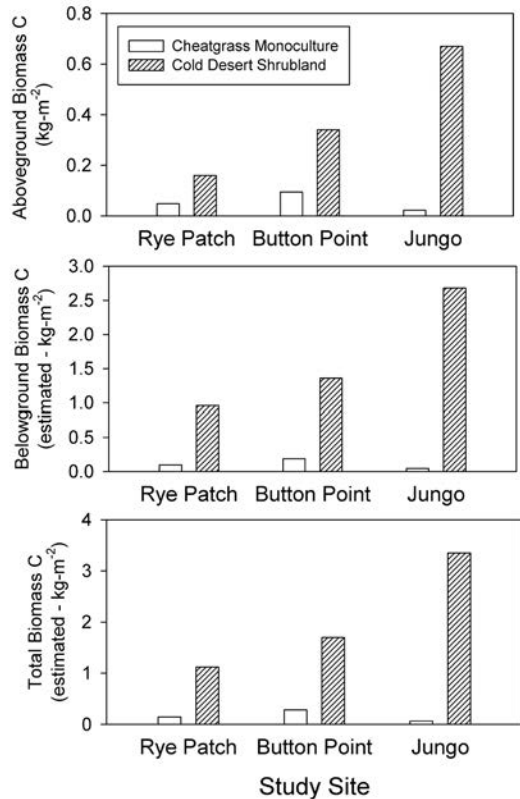 Cheatgrass Monoculture
Cold Desert Shrubland
Aboveground Biomass C
(kg-m-2)
0.8
0.6
0.4
0.2
0.0
Rye Patch Button Point Jungo
Belowground Biomass C
(estimated - kg-m-2)
3.0
2.5
2.0
1.5
1.0
0.5
0.0
Rye Patch Button Point Jungo
Total Biomass C
(estimated - kg-m-2)
4
3
2
1
0
Rye Patch Button Point Jungo
Study Site